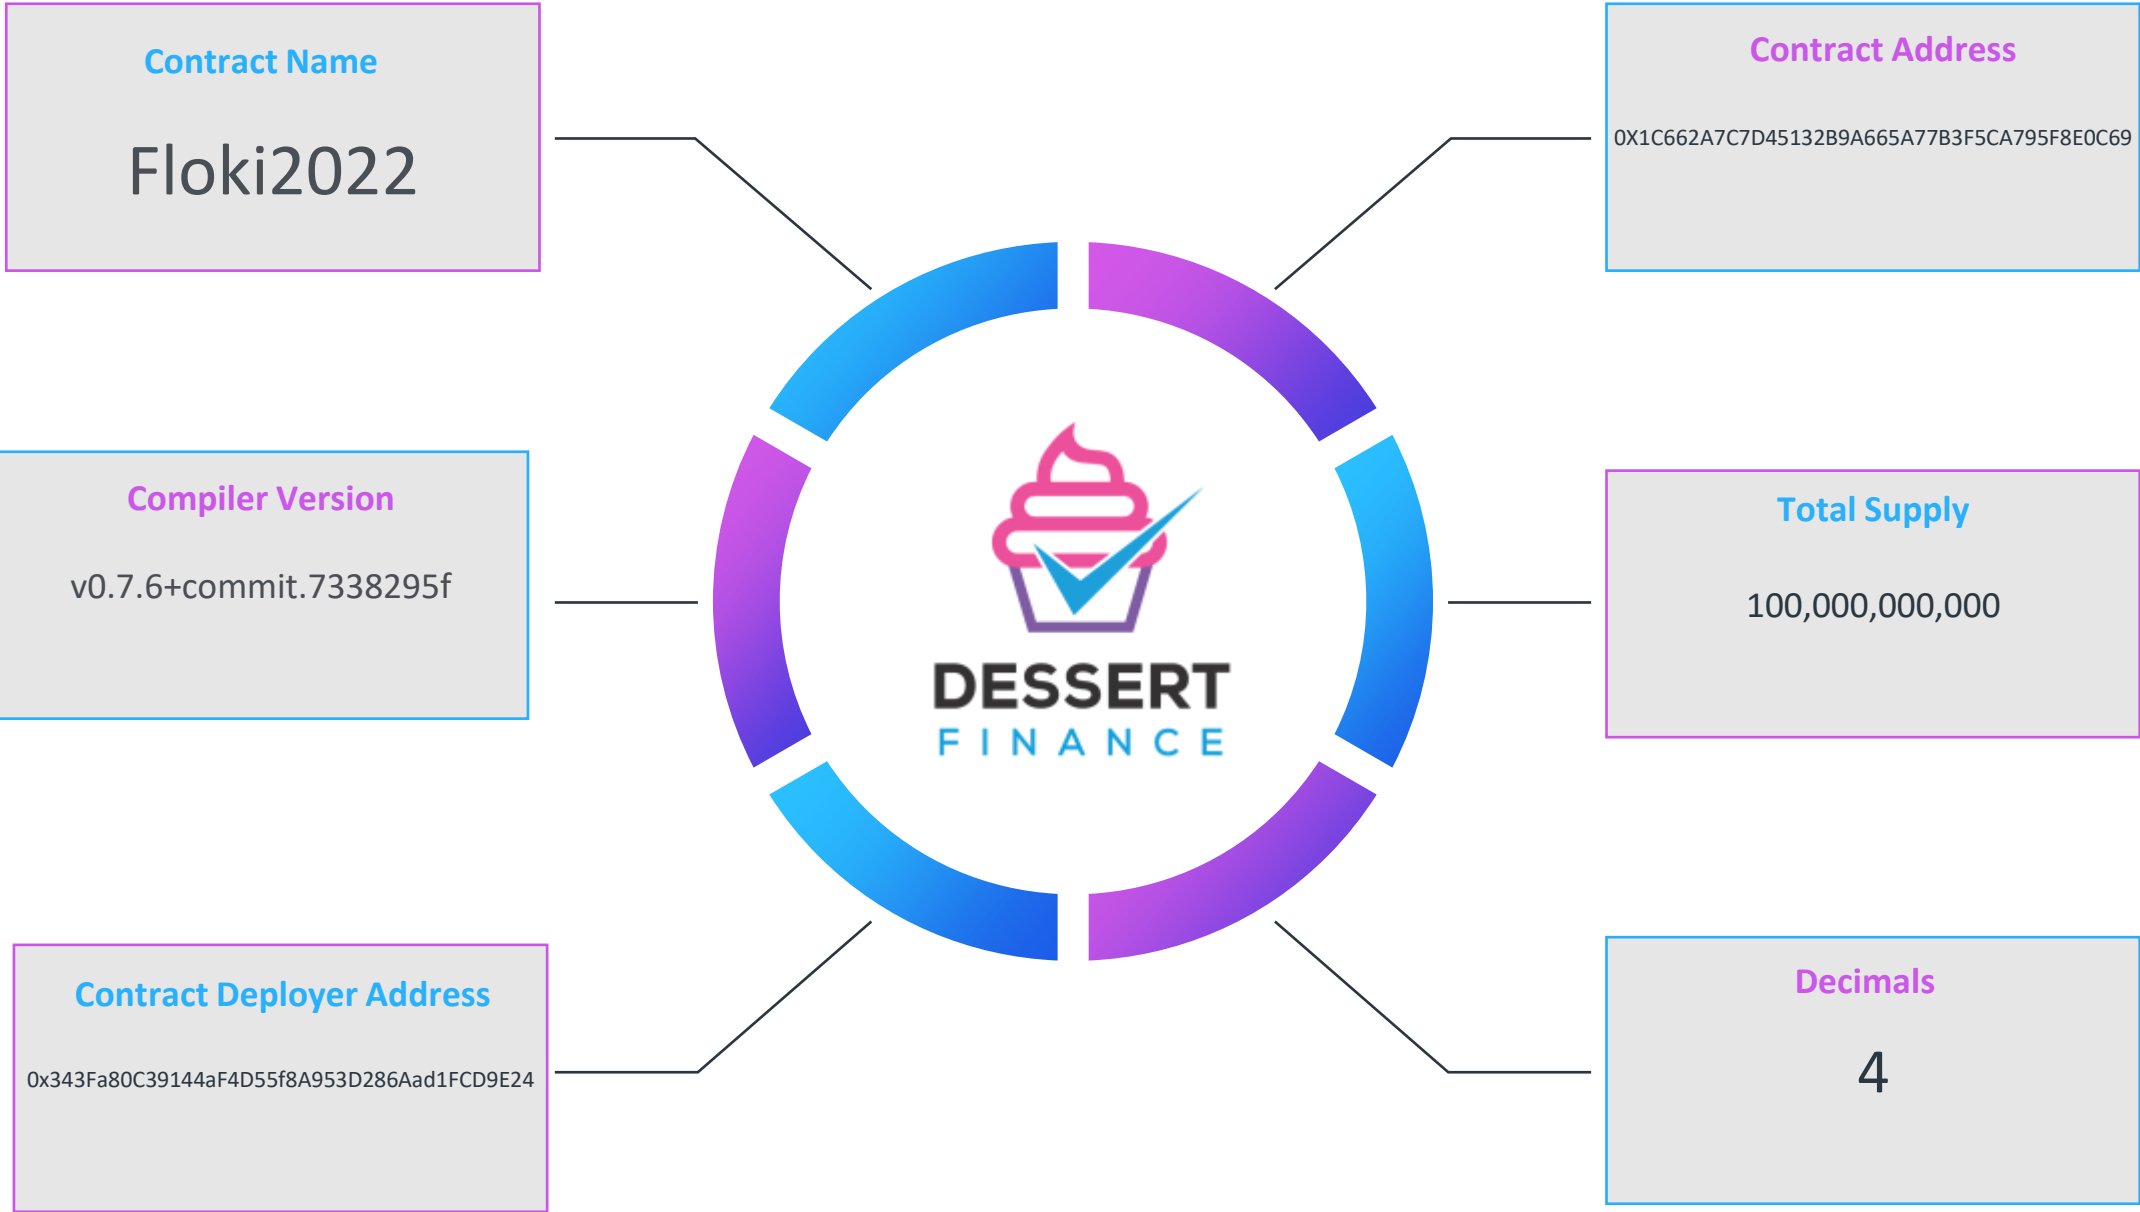 Contract Name
Floki2022
Contract Address
0X1C662A7C7D45132B9A665A77B3F5CA795F8E0C69
Compiler Version
v0.7.6+commit.7338295f
DESSERT
FINANCE
Total Supply
100,000,000,000
Contract Deployer Address
0x343Fa80C39144aF4D55f8A953D286Aad1FCD9E24
Decimals
4